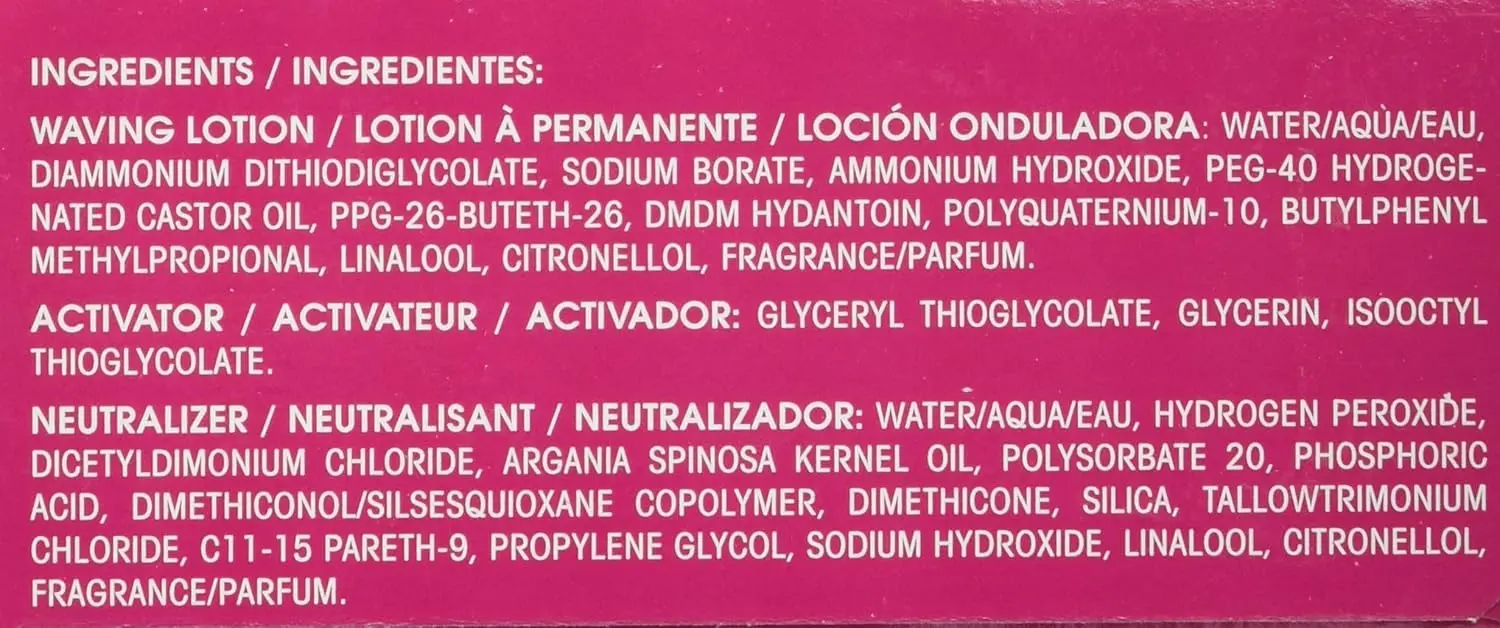 INGREDIENTS / INGREDIENTES:
WAVING LOTION / LOTION À PERMANENTE / LOCIÓN ONDULADORA: WATER/AQUA/EAU,
DIAMMONIUM DITHIODIGLYCOLATE, SODIUM BORATE, AMMONIUM HYDROXIDE, PEG-40 HYDROGE-
NATED CASTOR OIL, PPG-26-BUTETH-26, DMDM HYDANTOIN, POLYQUATERNIUM-10, BUTYLPHENYL
METHYLPROPIONAL, LINALOOL, CITRONELLOL, FRAGRANCE/PARFUM.
ACTIVATOR / ACTIVATEUR / ACTIVADOR: GLYCERYL THIOGLYCOLATE, GLYCERIN, ISOOCTYL
THIOGLYCOLATE.
NEUTRALIZER / NEUTRALISANT / NEUTRALIZADOR: WATER/AQUA/EAU, HYDROGEN PEROXIDE,
DICETYLDIMONIUM CHLORIDE, ARGANIA SPINOSA KERNEL OIL, POLYSORBATE 20, PHOSPHORIC
ACID, DIMETHICONOL/SILSESQUIOXANE COPOLYMER, DIMETHICONE, SILICA, TALLOWTRIMONIUM
CHLORIDE, C11-15 PARETH-9, PROPYLENE GLYCOL, SODIUM HYDROXIDE, LINALOOL, CITRONELLOL,
FRAGRANCE/PARFUM.